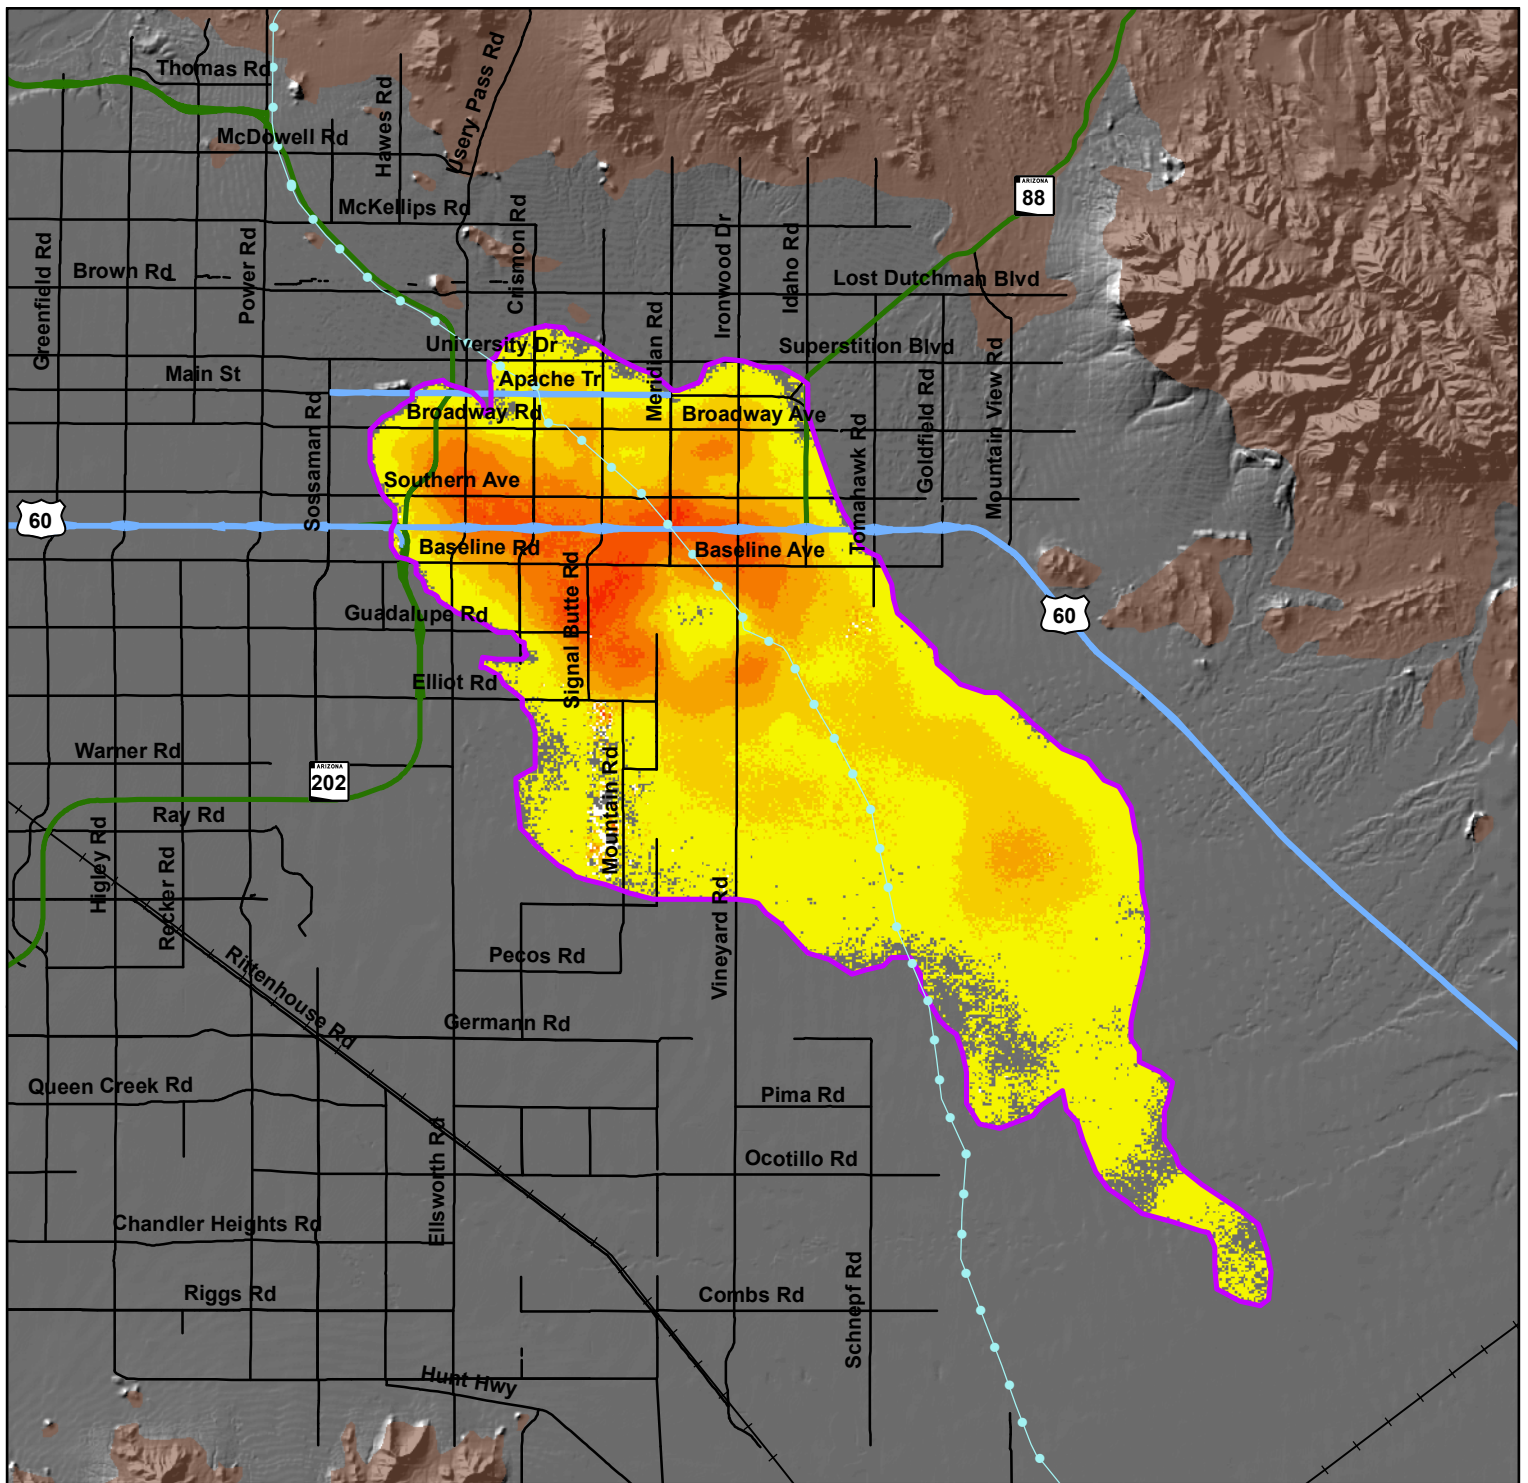 Thomas Rd
McDowell Rd
Hawes Rd
Usery Pass Rd
McKellips Rd
ARIZONA
88
Greenfield Rd
Brown Rd
Power Rd
Crismon Rd
Ironwood Dr
Idaho Rd
Lost Dutchman Blvd
Meridian Rd
University Dr
Superstition Blvd
Main St
Apache Tr
Broadway Rd
Broadway Ave
Sossaman Rd
Tomahawk Rd
Goldfield Rd
Mountain View Rd
Southern Ave
60
Baseline Rd
Baseline Ave
Signal Butte Rd
Guadalupe Rd
60
Elliot Rd
Warner Rd
ARIZONA
202
Mountain Rd
Ray Rd
Higley Rd
Recker Rd
Vineyard Rd
Rittenhouse Rd
Pecos Rd
Germann Rd
Queen Creek Rd
Pima Rd
Ellsworth Rd
Ocotillo Rd
Chandler Heights Rd
Schnepf Rd
Riggs Rd
Combs Rd
Hunt Hwy